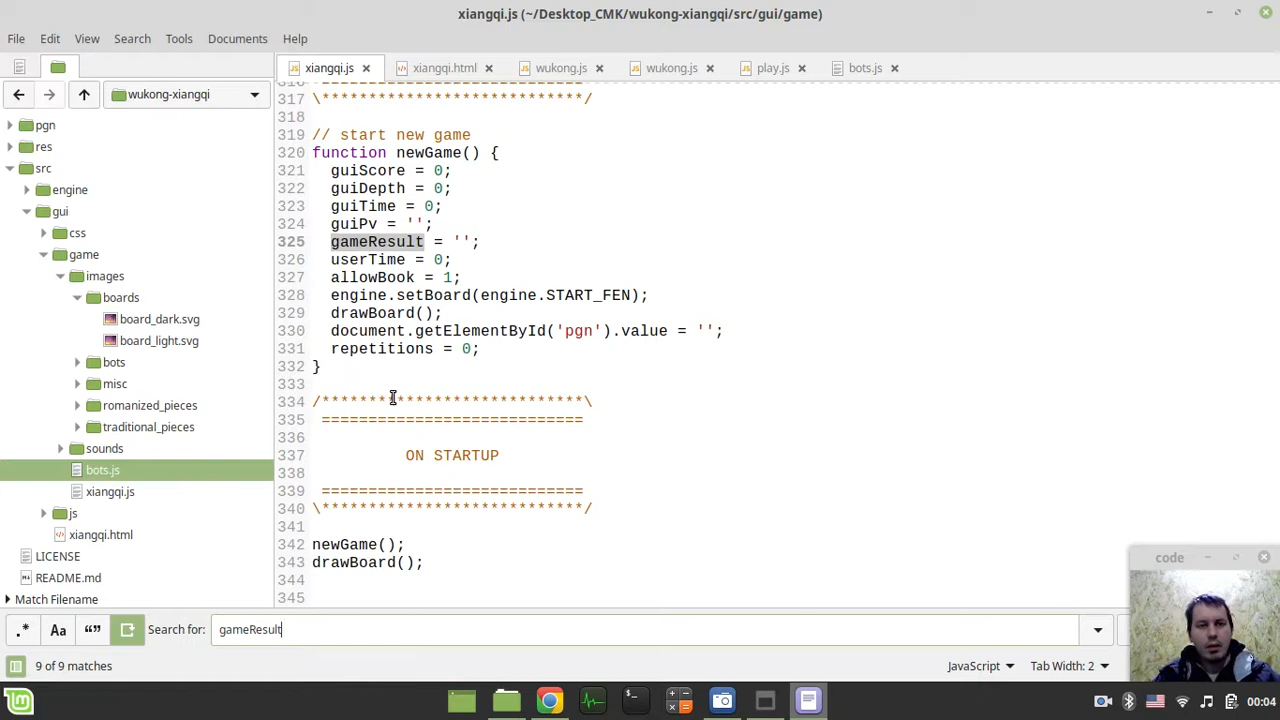 xiangqi.js (~/Desktop_CMK/wukong-xiangqi/src/gui/game)
File Edit View Search Tools Documents Help
xiangqi.js
xiangqi.html
wukong.js
wukong.js
play.js
bots.js
wukong-xiangqi
pgn
res
src
engine
gui
css
game
images
boards
board_dark.svg
board_light.svg
bots
misc
romanized_pieces
traditional_pieces
sounds
bots.js
xiangqi.js
js
xiangqi.html
LICENSE
README.md
Match Filename
316 ============================
317 \****************************/
318
319 // start new game
320 function newGame() {
321 guiScore = 0;
322 guiDepth = 0;
323 guiTime = 0;
324 guiPv = '';
325 gameResult = '';
326 userTime = 0;
327 allowBook = 1;
328 engine.setBoard(engine.START_FEN);
329 drawBoard();
330 document.getElementById('pgn').value = '';
331 repetitions = 0;
332 }
333
334 /****************************\
335 ============================
336
337 ON STARTUP
338
339 ============================
340 \****************************/
341
342 newGame();
343 drawBoard();
344
345
code
.* Aa “” Search for: gameResult
9 of 9 matches
JavaScript
Tab Width: 2
00:04